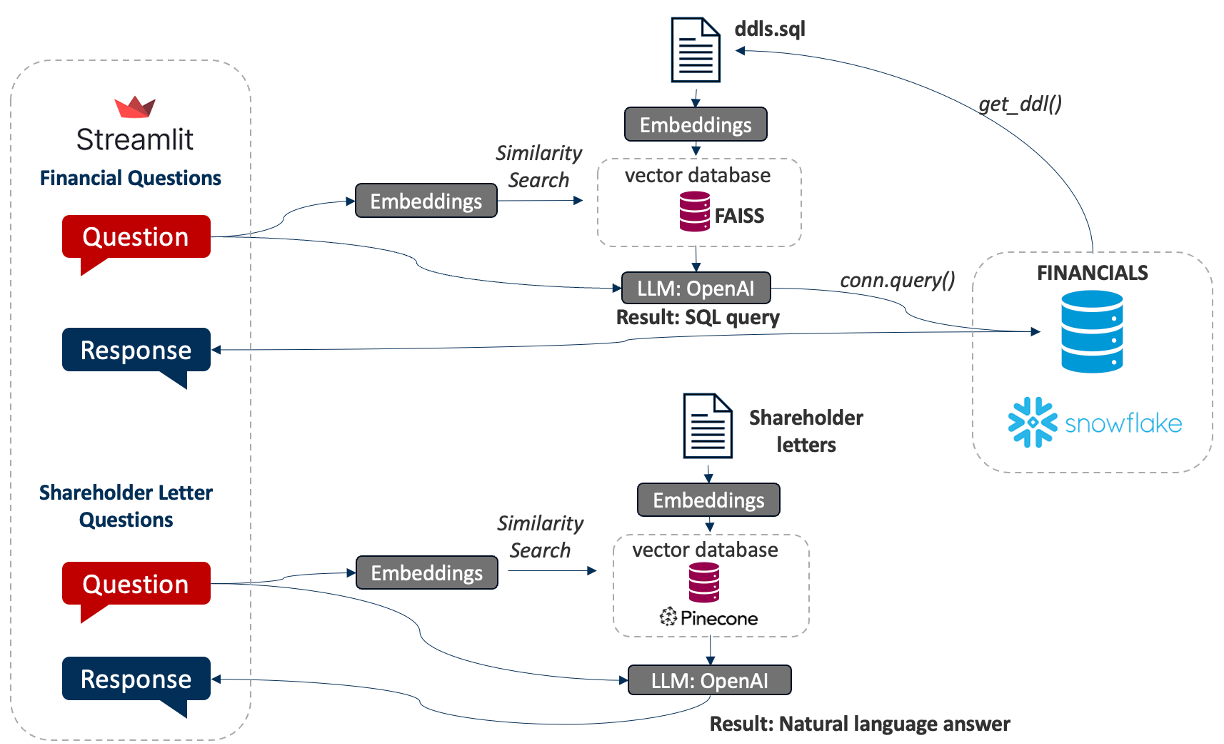 ddls.sql
get_ddl()
Streamlit
Embeddings
Financial Questions
Similarity
Search
vector database
FAISS
Embeddings
Question
LLM: OpenAI
Result: SQL query
conn.query()
FINANCIALS
Response
snowflake
Shareholder
letters
Shareholder Letter
Questions
Embeddings
Similarity
Search
vector database
Embeddings
Pinecone
Question
Response
LLM: OpenAI
Result: Natural language answer